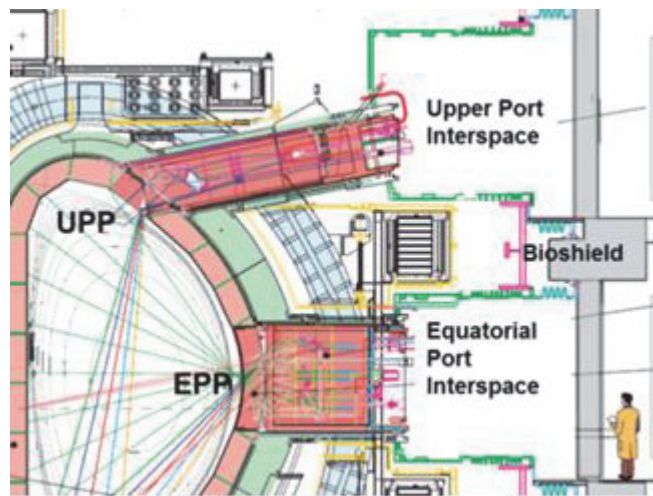 Upper Port
Interspace
UPP
Bioshield
Equatorial
Port
Interspace
EPP